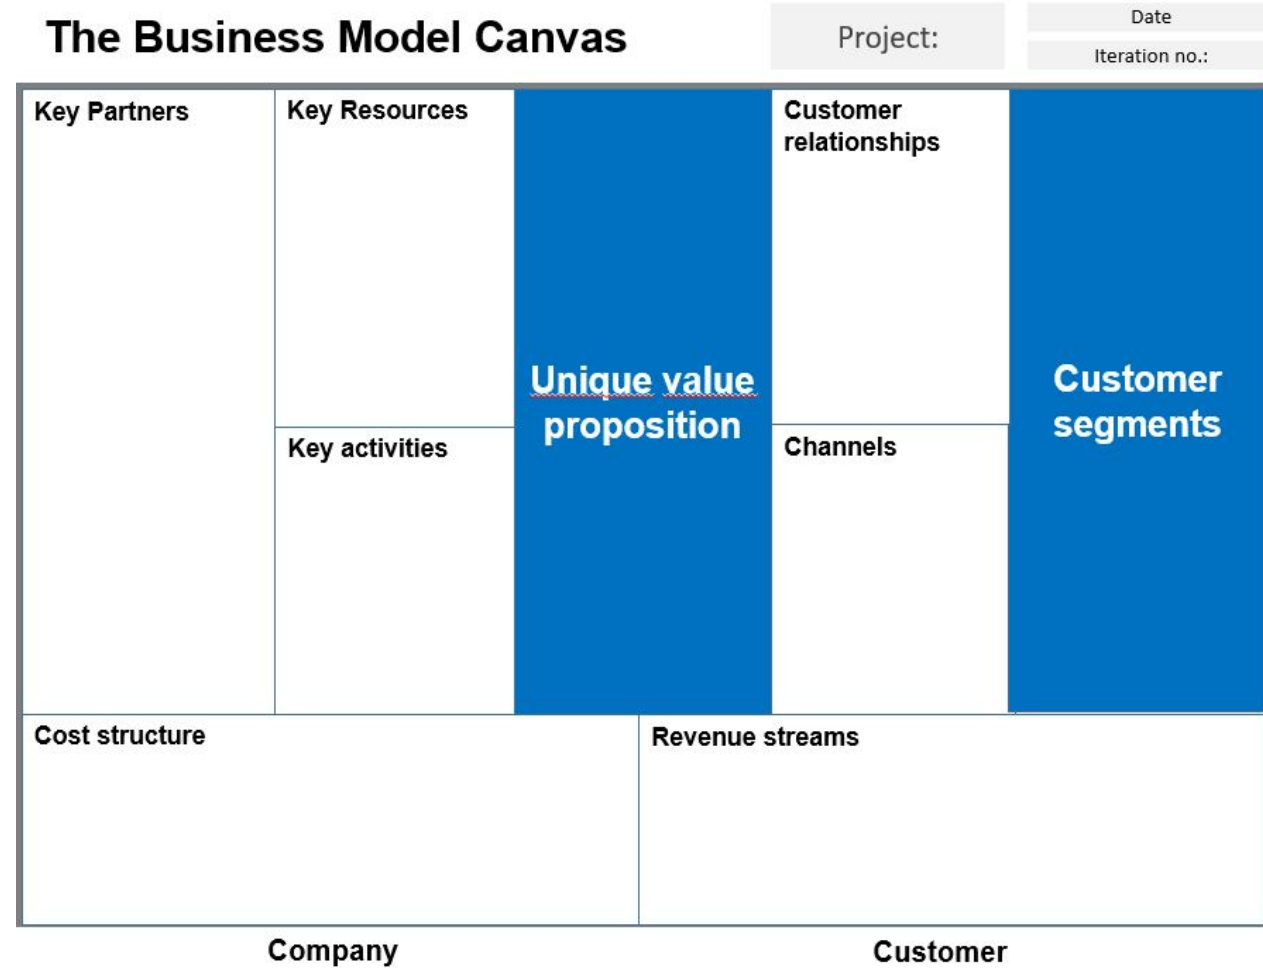 The Business Model Canvas
Project:
Date
Iteration no.:
Key Partners
Key Resources
Key activities
Unique value
proposition
Customer
relationships
Channels
Customer
segments
Cost structure
Revenue streams
Company
Customer